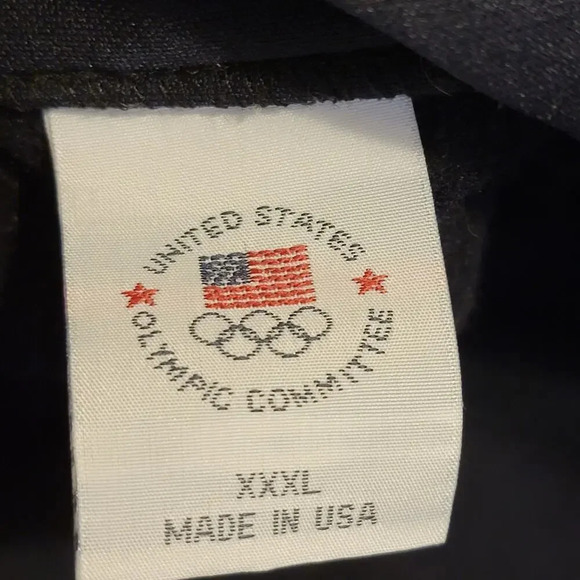 UNITED STATES
OLYMPIC COMMITTEE
XXXL
MADE IN USA